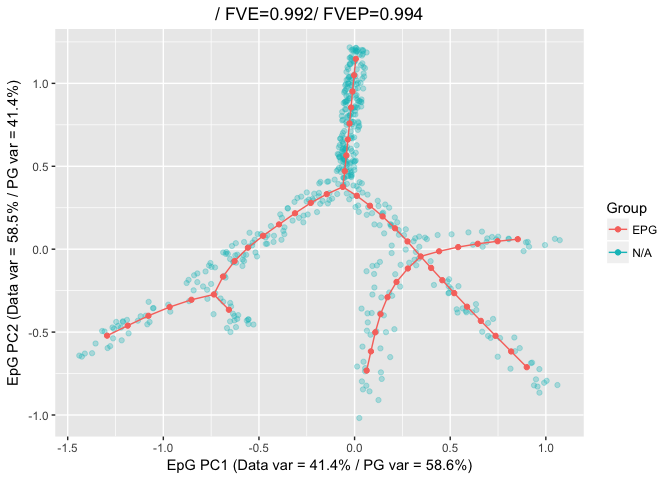 / FVE=0.992/ FVEP=0.994
EpG PC2 (Data var = 58.5% / PG var = 41.4%)
1.0
0.5
0.0
-0.5
-1.0
-1.5
-1.0
-0.5
0.0
0.5
1.0
EpG PC1 (Data var = 41.4% / PG var = 58.6%)
Group
EPG
N/A